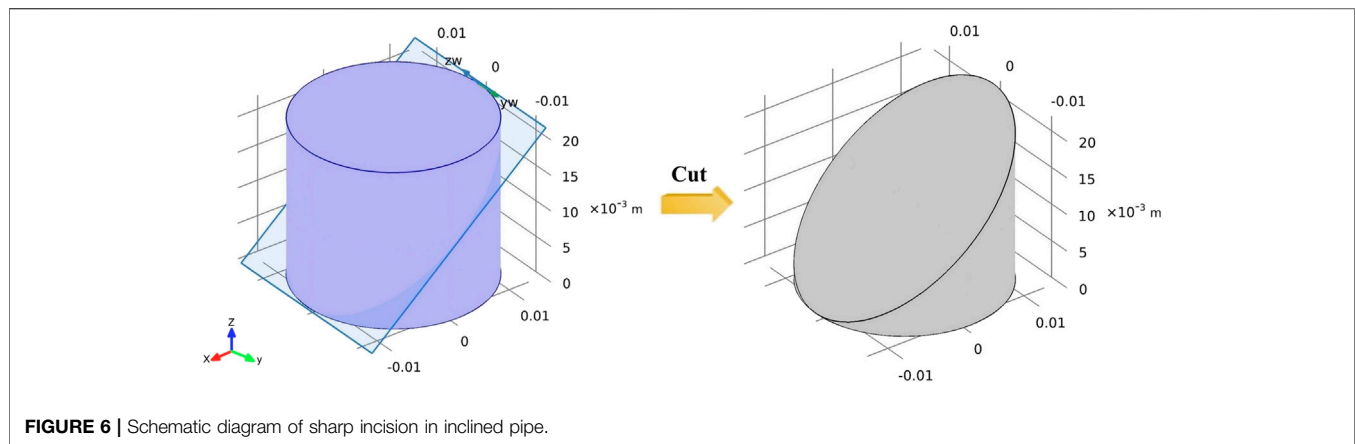 0.01
zw
0
yw
-0.01
20
15
10
×10⁻³ m
5
0
0.01
0
-0.01
z
x
y
Cut
0.01
0
-0.01
20
15
10
×10⁻³ m
5
0
0.01
0
-0.01
FIGURE 6 | Schematic diagram of sharp incision in inclined pipe.